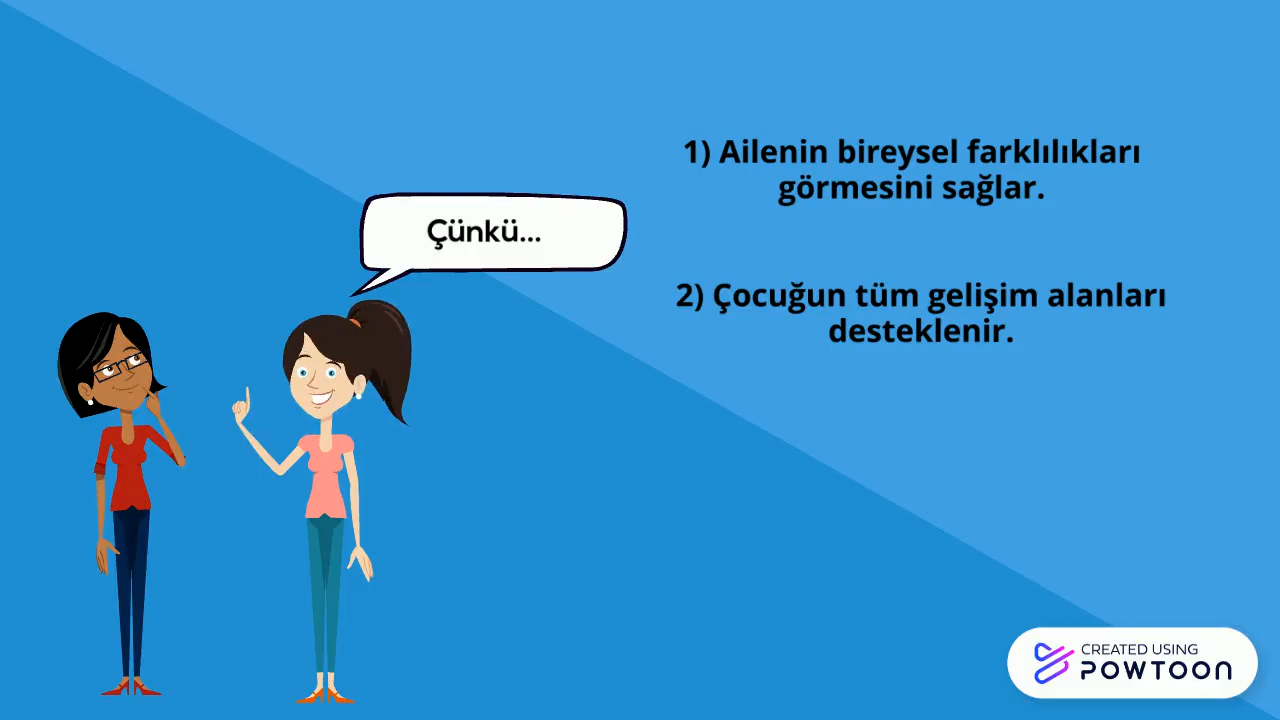 1) Ailenin bireysel farklılıkları
görmesini sağlar.
Çünkü...
2) Çocuğun tüm gelişim alanları
desteklenir.
CREATED USING
POWTOON